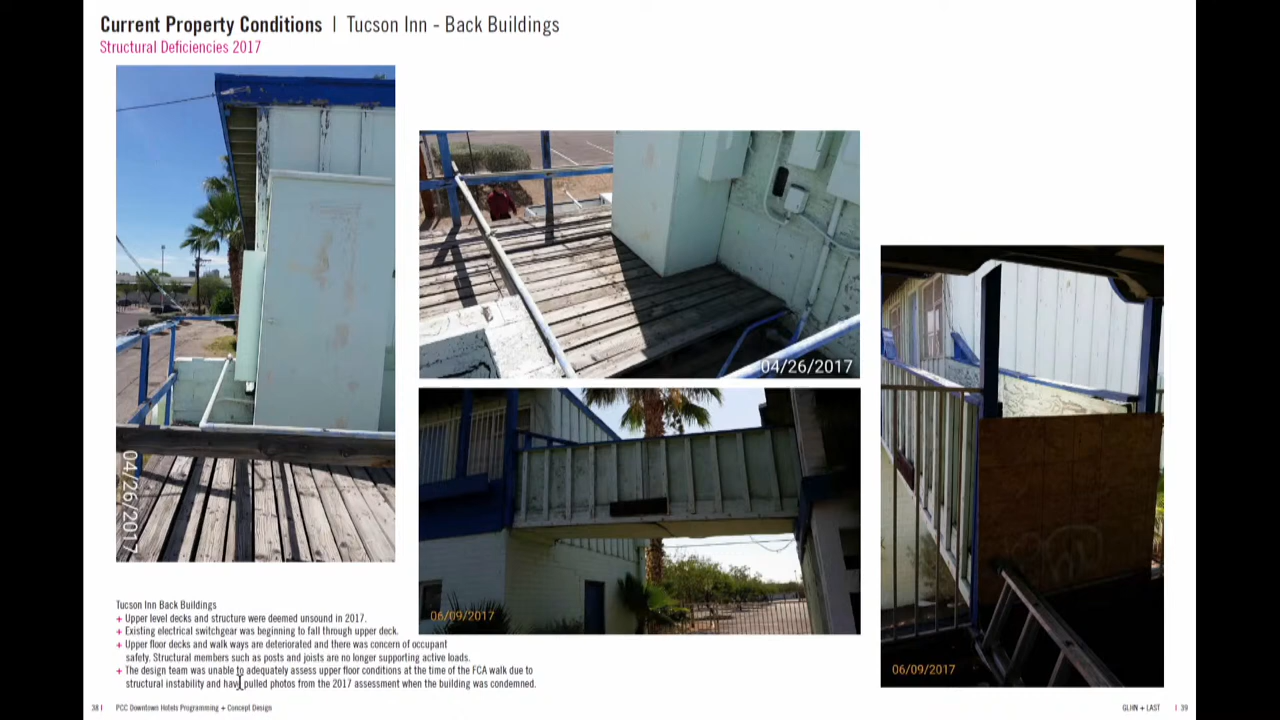 Current Property Conditions | Tucson Inn - Back Buildings
Structural Deficiencies 2017
04/26/2017
04/26/2017
06/09/2017
06/09/2017
Tucson Inn Back Buildings
+ Upper level decks and structure were deemed unsound in 2017.
+ Existing electrical switchgear was beginning to fall through upper deck.
+ Upper floor decks and walk ways are deteriorated and there was concern of occupant
safety. Structural members such as posts and joists are no longer supporting active loads.
+ The design team was unable to adequately assess upper floor conditions at the time of the FCA walk due to
structural instability and have pulled photos from the 2017 assessment when the building was condemned.
38 | PCC Downtown Hotels Programming + Concept Design
GLHN + LAST | 39